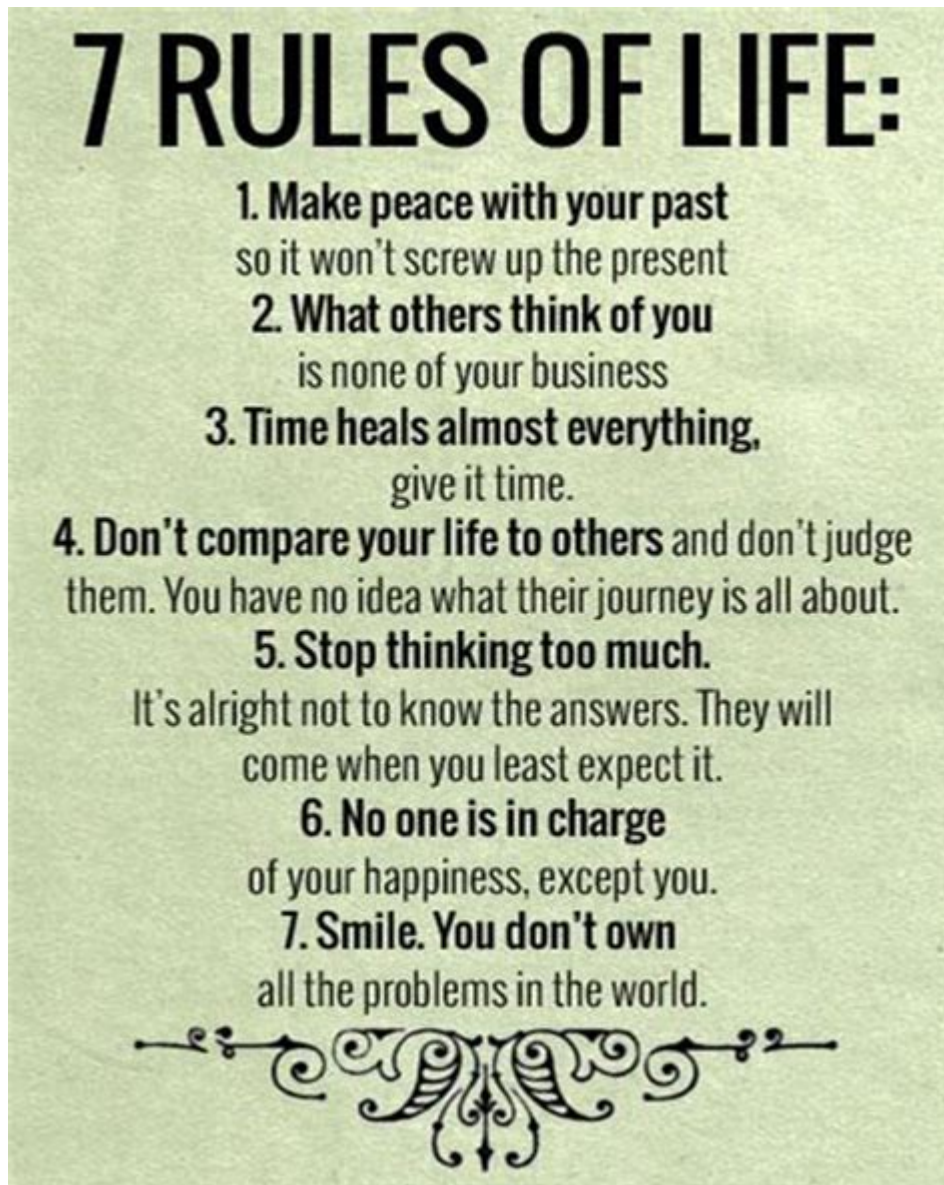 7 RULES OF LIFE:
1. Make peace with your past
so it won't screw up the present
2. What others think of you
is none of your business
3. Time heals almost everything,
give it time.
4. Don't compare your life to others and don't judge
them. You have no idea what their journey is all about.
5. Stop thinking too much.
It's alright not to know the answers. They will
come when you least expect it.
6. No one is in charge
of your happiness, except you.
7. Smile. You don't own
all the problems in the world.